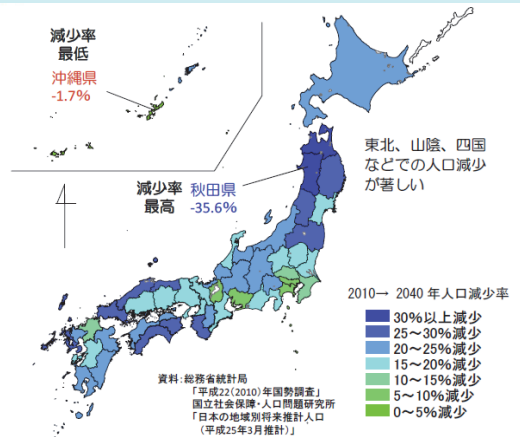 減少率
最低
沖縄県
-1.7%
減少率
最高
秋田県
-35.6%
東北、山陰、四国
などでの人口減少
が著しい
2010→ 2040 年人口減少率
30%以上減少
25～30%減少
20～25%減少
15～20%減少
10～15%減少
5～10%減少
0～5%減少
資料：総務省統計局
「平成22(2010)年国勢調査」
国立社会保障・人口問題研究所
「日本の地域別将来推計人口
（平成25年3月推計）」